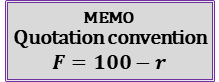 MEMO
Quotation convention
F = 100 − r